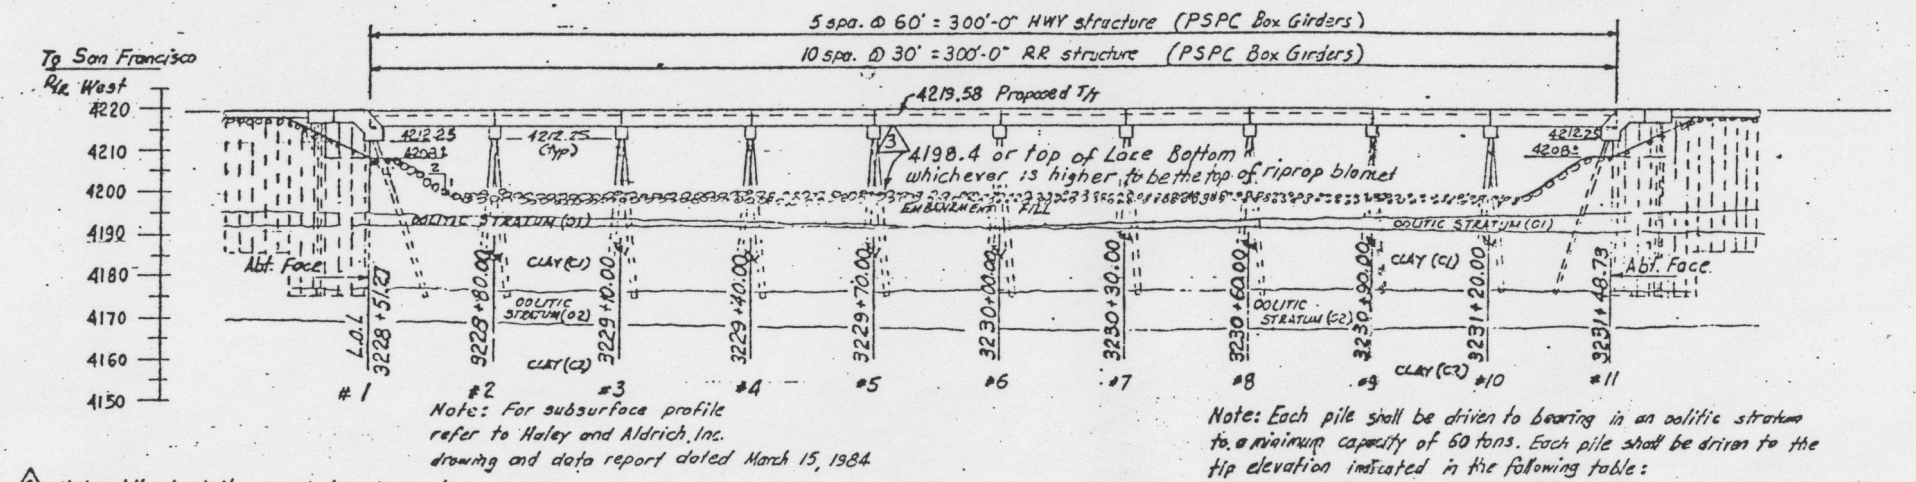 5 spa. @ 60' = 300'-0" HWY structure (PSPC Box Girders)
10 spa. @ 30' = 300'-0" RR structure (PSPC Box Girders)
To San Francisco
P/R West
4220
4210
4200
4190
4180
4170
4160
4150
4219.58 Proposed T/r
4212.25
4208±
2
4212.25
(typ)
3
4198.4 or top of Lake Bottom
whichever is higher to be the top of riprap blanket
4212.25
4208±
EMBANKMENT FILL
OOLITIC STRATUM (O1)
OOLITIC STRATUM (O1)
CLAY (C1)
CLAY (C1)
Abt. Face
Abt. Face
OOLITIC
STRATUM (O2)
OOLITIC
STRATUM (O2)
CLAY (C2)
CLAY (C2)
L.O.L
3228+51.27
3228+80.00
3229+10.00
3229+40.00
3229+70.00
3230+00.00
3230+30.00
3230+60.00
3230+90.00
3231+20.00
3231+48.73
#1
#2
#3
#4
#5
#6
#7
#8
#9
#10
#11
Note: For subsurface profile
refer to Haley and Aldrich, Inc.
drawing and data report dated March 15, 1984
Note: Each pile shall be driven to bearing in an oolitic stratum
to a minimum capacity of 60 tons. Each pile shall be driven to the
tip elevation indicated in the following table: